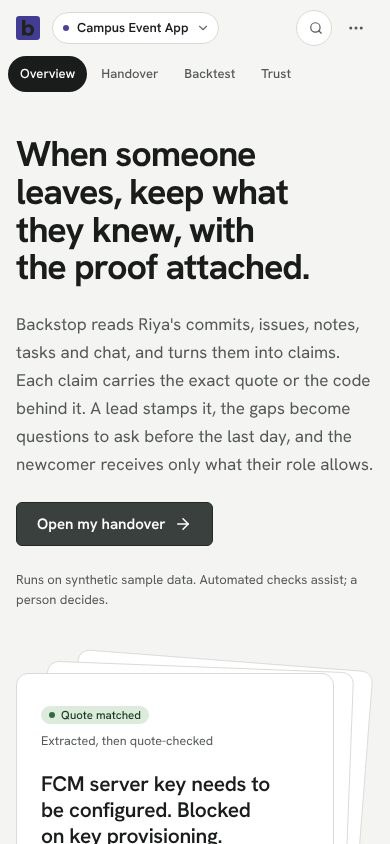 b
Campus Event App
Overview
Handover
Backtest
Trust
When someone
leaves, keep what
they knew, with
the proof attached.
Backstop reads Riya's commits, issues, notes,
tasks and chat, and turns them into claims.
Each claim carries the exact quote or the code
behind it. A lead stamps it, the gaps become
questions to ask before the last day, and the
newcomer receives only what their role allows.
Open my handover
Runs on synthetic sample data. Automated checks assist; a
person decides.
Quote matched
Extracted, then quote-checked
FCM server key needs to
be configured. Blocked
on key provisioning.